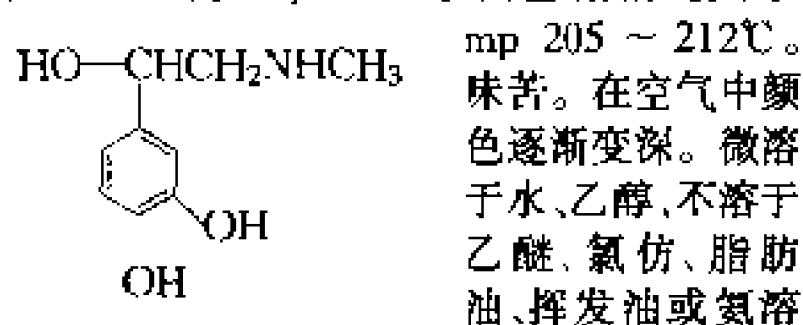 mp 205 ~ 212℃。
HO—CHCH₂NHCH₃
味苦。在空气中颜
色逐渐变深。微溶
于水、乙醇、不溶于
OH
乙醚、氯仿、脂肪
OH
油、挥发油或氨溶